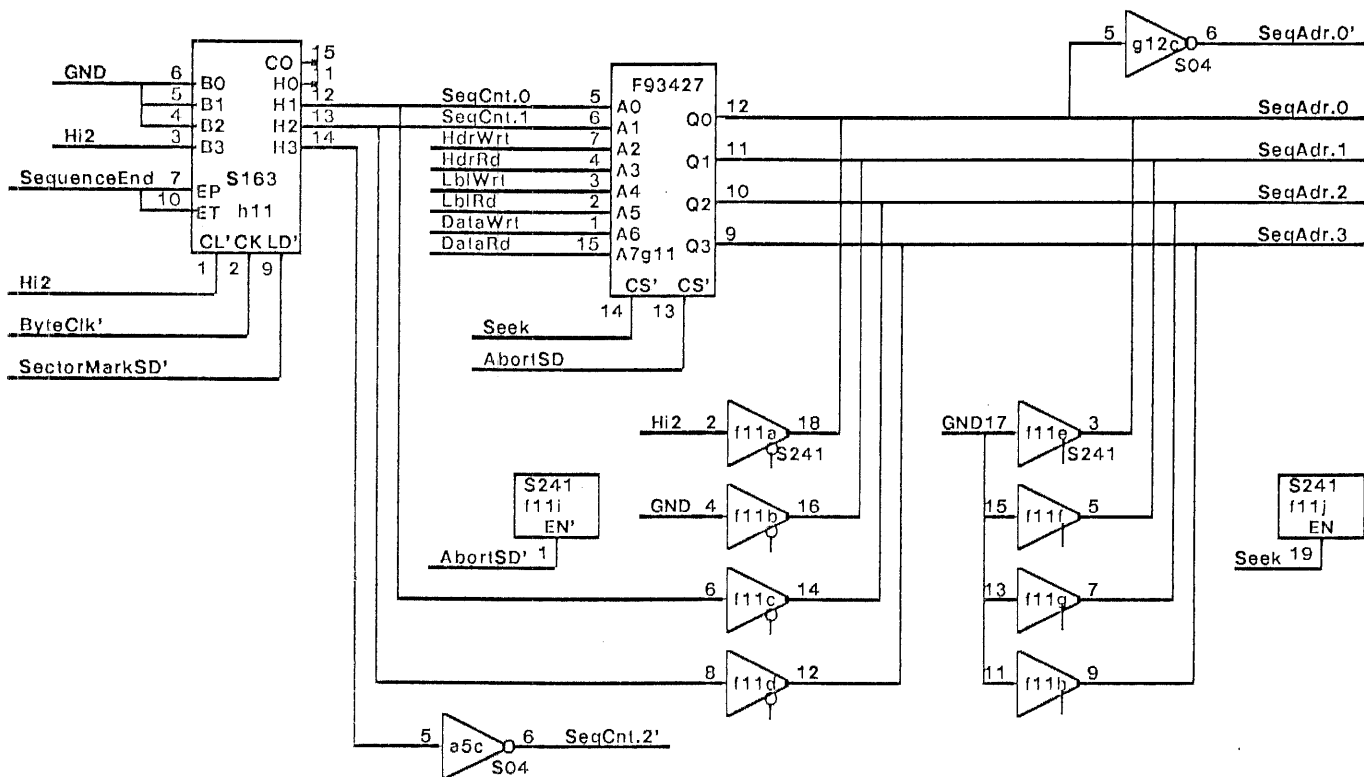 5 g12c 6 SeqAdr.0'
S04
GND 6 B0 CO 15
5 B1 H0 1
4 B2 H1 12
Hi2 3 B3 H2 13
H3 14
SequenceEnd 7 EP S163
10 ET h11
CL' CK LD'
1 2 9
Hi2
ByteClk'
SectorMarkSD'
F93427
SeqCnt.0 5 A0
SeqCnt.1 6 A1
HdrWrt 7 A2
HdrRd 4 A3
LblWrt 3 A4
LblRd 2 A5
DataWrt 1 A6
DataRd 15 A7 g11
Q0 12 SeqAdr.0
Q1 11 SeqAdr.1
Q2 10 SeqAdr.2
Q3 9 SeqAdr.3
CS' CS'
14 13
Seek
AbortSD
Hi2 2 f11a 18
S241
GND 4 f11b 16
6 f11c 14
8 f11d 12
S241
f11i
EN'
AbortSD' 1
GND 17 f11e 3
S241
15 f11f 5
13 f11g 7
11 f11h 9
S241
f11j
EN
Seek 19
5 a5c 6 SeqCnt.2'
S04